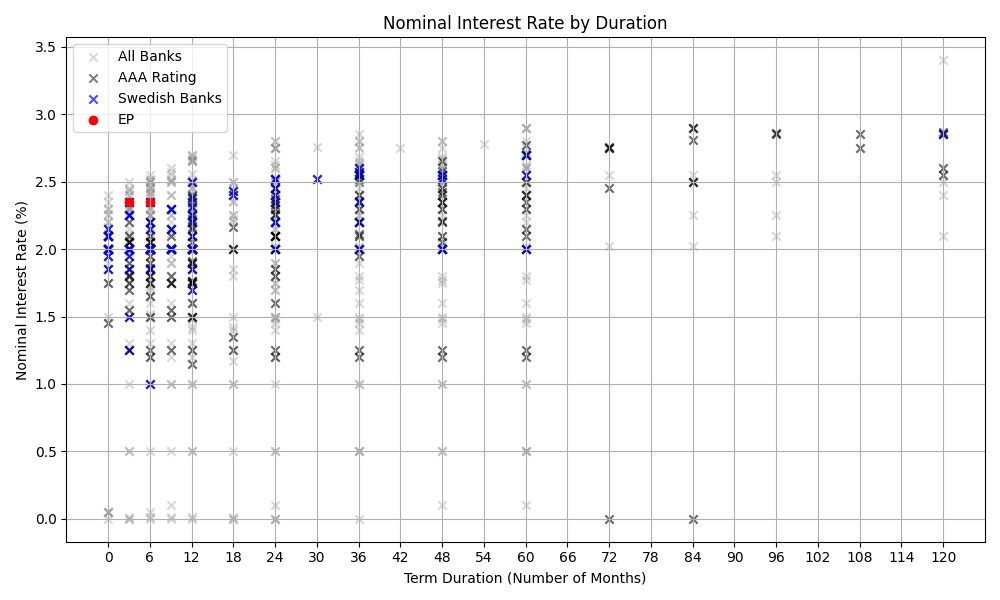 Nominal Interest Rate by Duration
All Banks
AAA Rating
Swedish Banks
EP
Nominal Interest Rate (%)
3.5
3.0
2.5
2.0
1.5
1.0
0.5
0.0
0 6 12 18 24 30 36 42 48 54 60 66 72 78 84 90 96 102 108 114 120
Term Duration (Number of Months)